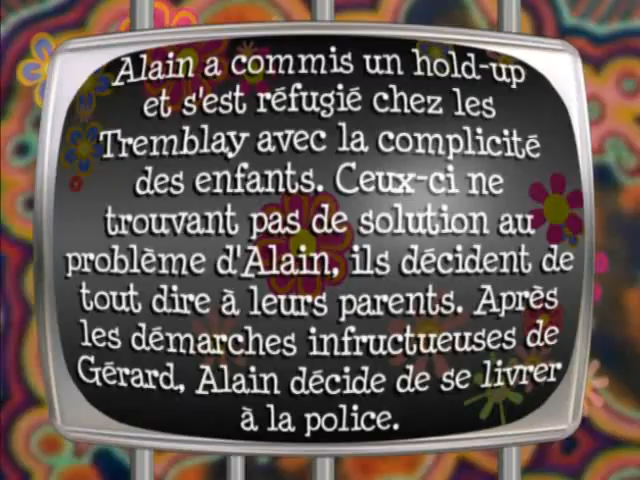 Alain a commis un hold-up
et s'est réfugié chez les
Tremblay avec la complicité
des enfants. Ceux-ci ne
trouvant pas de solution au
problème d'Alain, ils décident de
tout dire à leurs parents. Après
les démarches infructueuses de
Gérard, Alain décide de se livrer
à la police.